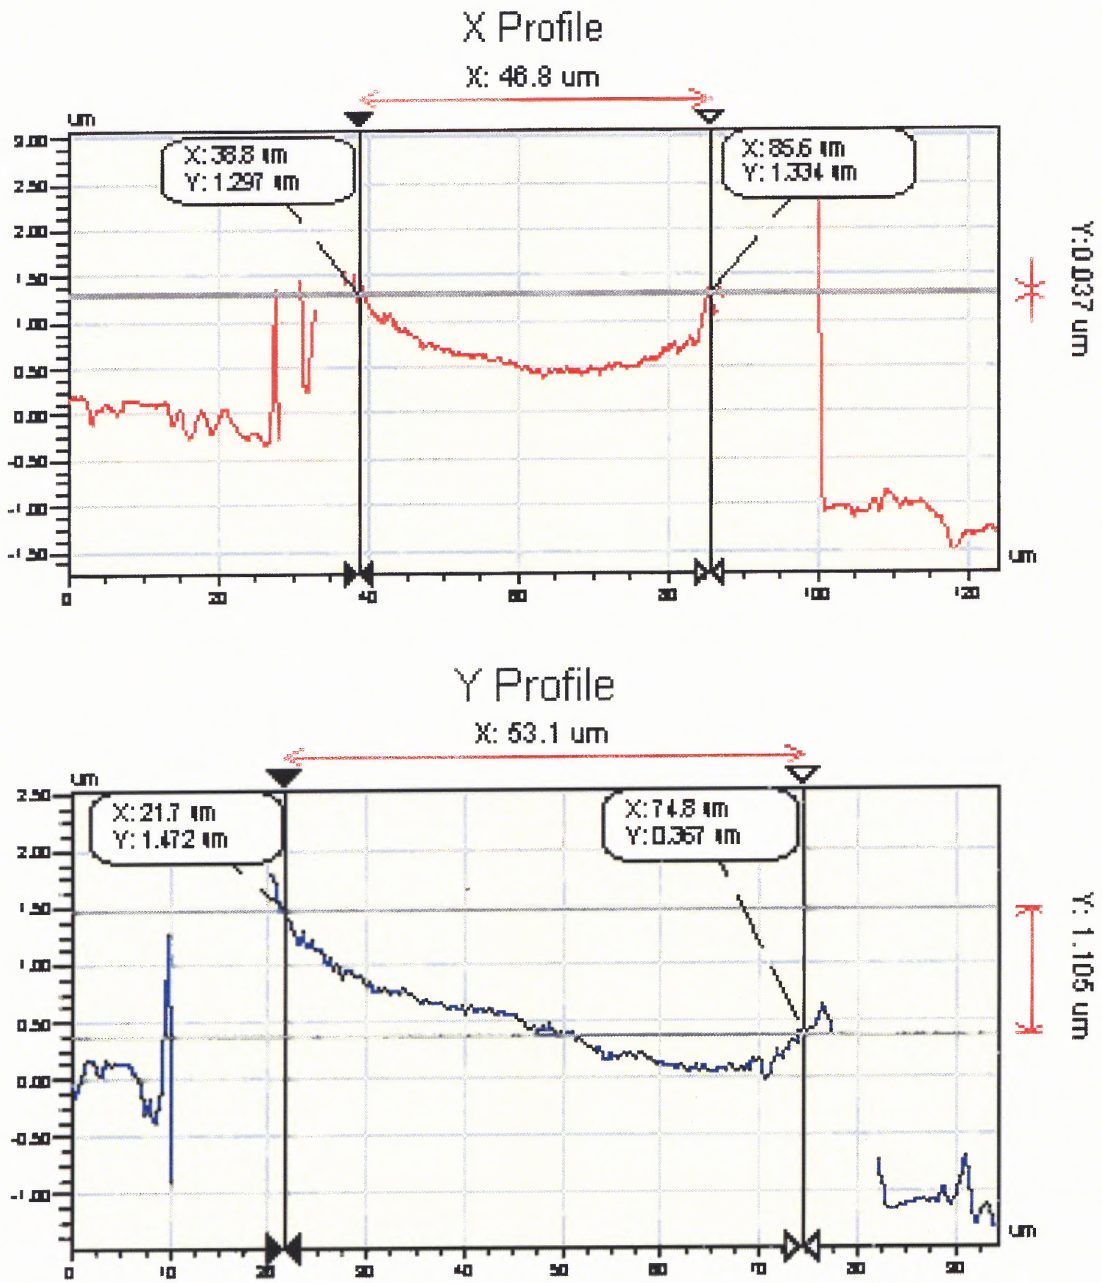 X Profile
X: 46.8 um
um
X: 38.8 um
Y: 1.297 um
X: 85.6 um
Y: 1.334 um
3.00
2.50
2.00
1.50
1.00
0.50
0.00
-0.50
-1.00
-1.50
um
0 20 40 60 80 100 120
Y: 0.037 um
Y Profile
X: 53.1 um
um
X: 21.7 um
Y: 1.472 um
X: 74.8 um
Y: 0.367 um
2.50
2.00
1.50
1.00
0.50
0.00
-0.50
-1.00
um
0 10 20 30 40 50 60 70 80 90
Y: 1.105 um